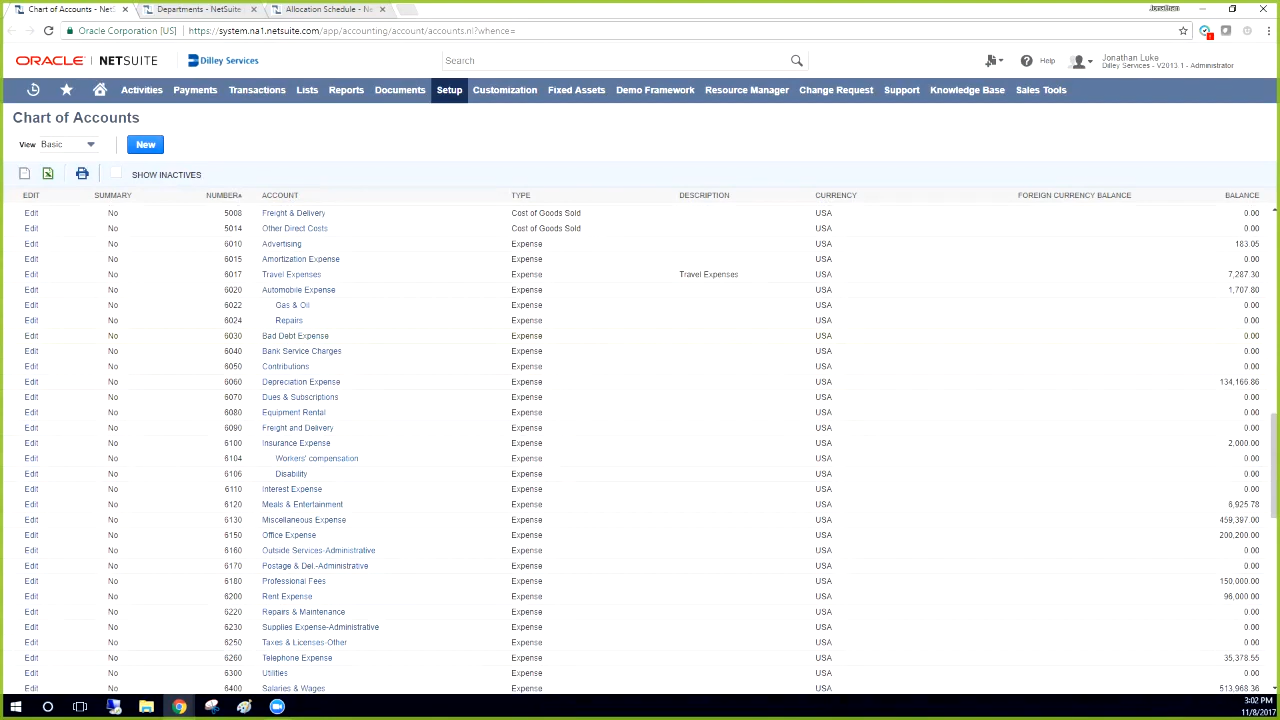 Chart of Accounts - NetS
Departments - NetSuite
Allocation Schedule - Ne
Jonathan
Oracle Corporation [US]
https://system.na1.netsuite.com/app/accounting/account/accounts.nl?whence=
ORACLE NETSUITE
Dilley Services
Search
Help
Jonathan Luke
Dilley Services - V2013.1 - Administrator
Activities Payments Transactions Lists Reports Documents Setup Customization Fixed Assets Demo Framework Resource Manager Change Request Support Knowledge Base Sales Tools
Chart of Accounts
View Basic New
SHOW INACTIVES
EDIT SUMMARY NUMBER ACCOUNT TYPE DESCRIPTION CURRENCY FOREIGN CURRENCY BALANCE BALANCE
Edit No 5008 Freight & Delivery Cost of Goods Sold USA 0.00
Edit No 5014 Other Direct Costs Cost of Goods Sold USA 0.00
Edit No 6010 Advertising Expense USA 183.05
Edit No 6015 Amortization Expense Expense USA 0.00
Edit No 6017 Travel Expenses Expense Travel Expenses USA 7,287.30
Edit No 6020 Automobile Expense Expense USA 1,707.80
Edit No 6022 Gas & Oil Expense USA 0.00
Edit No 6024 Repairs Expense USA 0.00
Edit No 6030 Bad Debt Expense Expense USA 0.00
Edit No 6040 Bank Service Charges Expense USA 0.00
Edit No 6050 Contributions Expense USA 0.00
Edit No 6060 Depreciation Expense Expense USA 134,166.86
Edit No 6070 Dues & Subscriptions Expense USA 0.00
Edit No 6080 Equipment Rental Expense USA 0.00
Edit No 6090 Freight and Delivery Expense USA 0.00
Edit No 6100 Insurance Expense Expense USA 2,000.00
Edit No 6104 Workers' compensation Expense USA 0.00
Edit No 6106 Disability Expense USA 0.00
Edit No 6110 Interest Expense Expense USA 0.00
Edit No 6120 Meals & Entertainment Expense USA 6,925.78
Edit No 6130 Miscellaneous Expense Expense USA 459,397.00
Edit No 6150 Office Expense Expense USA 200,200.00
Edit No 6160 Outside Services-Administrative Expense USA 0.00
Edit No 6170 Postage & Del.-Administrative Expense USA 0.00
Edit No 6180 Professional Fees Expense USA 150,000.00
Edit No 6200 Rent Expense Expense USA 96,000.00
Edit No 6220 Repairs & Maintenance Expense USA 0.00
Edit No 6230 Supplies Expense-Administrative Expense USA 0.00
Edit No 6250 Taxes & Licenses-Other Expense USA 0.00
Edit No 6260 Telephone Expense Expense USA 35,378.55
Edit No 6300 Utilities Expense USA 0.00
Edit No 6400 Salaries & Wages Expense USA 513,968.36
3:02 PM
11/8/2017